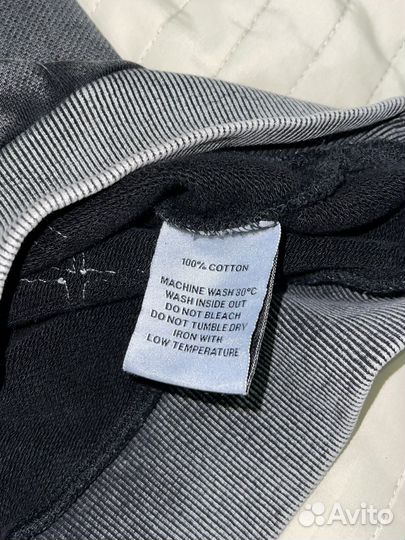 100% COTTON
MACHINE WASH 30°C
WASH INSIDE OUT
DO NOT BLEACH
DO NOT TUMBLE DRY
IRON WITH
LOW TEMPERATURE
Avito